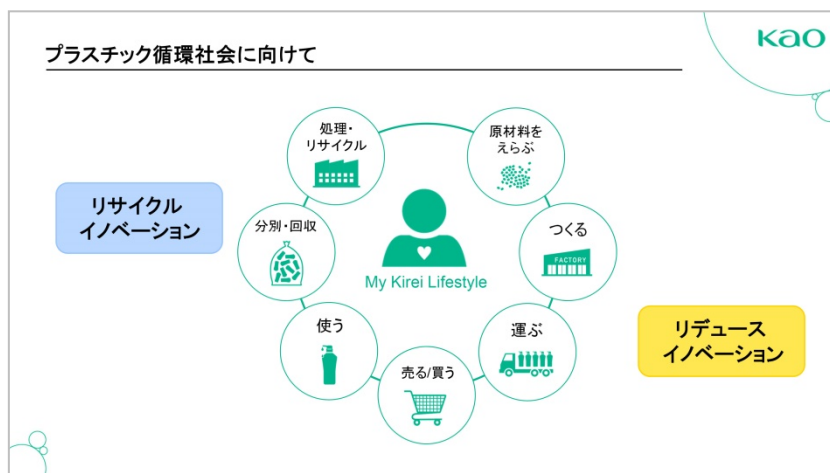 プラスチック循環社会に向けて
Kao
処理・
リサイクル
原材料を
えらぶ
リサイクル
イノベーション
分別・回収
つくる
FACTORY
My Kirei Lifestyle
使う
運ぶ
リデュース
イノベーション
売る/買う